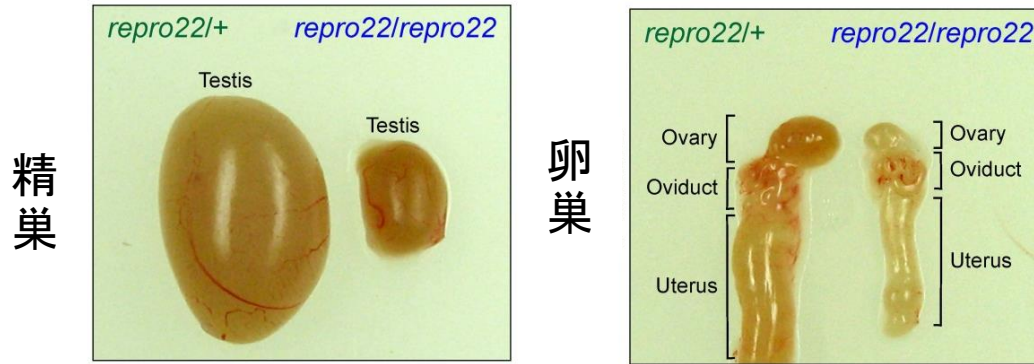 精巣
repro22/+ repro22/repro22
Testis
Testis
卵巣
repro22/+ repro22/repro22
Ovary
Ovary
Oviduct
Oviduct
Uterus
Uterus